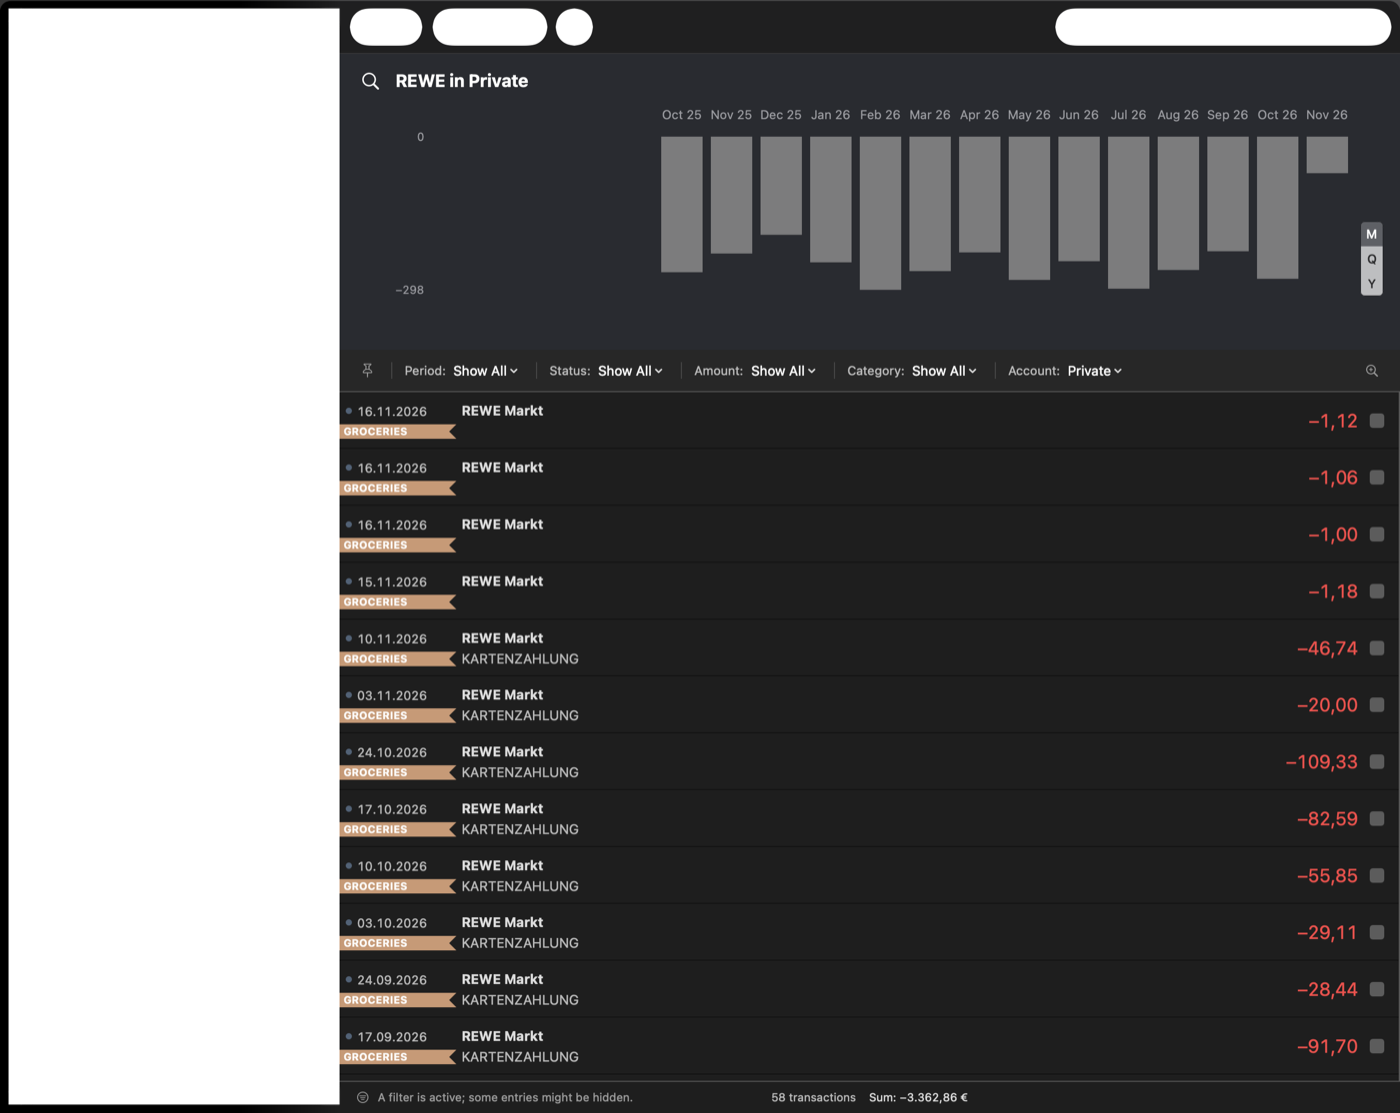 REWE in Private
Oct 25 Nov 25 Dec 25 Jan 26 Feb 26 Mar 26 Apr 26 May 26 Jun 26 Jul 26 Aug 26 Sep 26 Oct 26 Nov 26
0
−298
M
Q
Y
Period: Show All Status: Show All Amount: Show All Category: Show All Account: Private
16.11.2026 REWE Markt −1,12
GROCERIES
16.11.2026 REWE Markt −1,06
GROCERIES
16.11.2026 REWE Markt −1,00
GROCERIES
15.11.2026 REWE Markt −1,18
GROCERIES
10.11.2026 REWE Markt −46,74
GROCERIES KARTENZAHLUNG
03.11.2026 REWE Markt −20,00
GROCERIES KARTENZAHLUNG
24.10.2026 REWE Markt −109,33
GROCERIES KARTENZAHLUNG
17.10.2026 REWE Markt −82,59
GROCERIES KARTENZAHLUNG
10.10.2026 REWE Markt −55,85
GROCERIES KARTENZAHLUNG
03.10.2026 REWE Markt −29,11
GROCERIES KARTENZAHLUNG
24.09.2026 REWE Markt −28,44
GROCERIES KARTENZAHLUNG
17.09.2026 REWE Markt −91,70
GROCERIES KARTENZAHLUNG
A filter is active; some entries might be hidden. 58 transactions Sum: −3.362,86 €